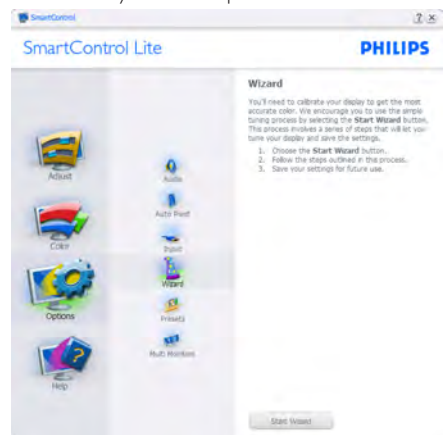 SmartControl
? ×
SmartControl Lite
PHILIPS
Wizard
You'll need to calibrate your display to get the most
accurate color. We encourage you to use the simple
tuning process by selecting the Start Wizard button.
This process involves a series of steps that will let you
tune your display and save the settings.
1. Choose the Start Wizard button.
2. Follow the steps outlined in this process.
3. Save your settings for future use.
Adjust
Color
Options
Help
Audio
Auto Pivot
Input
Wizard
Presets
Multi Monitors
Start Wizard